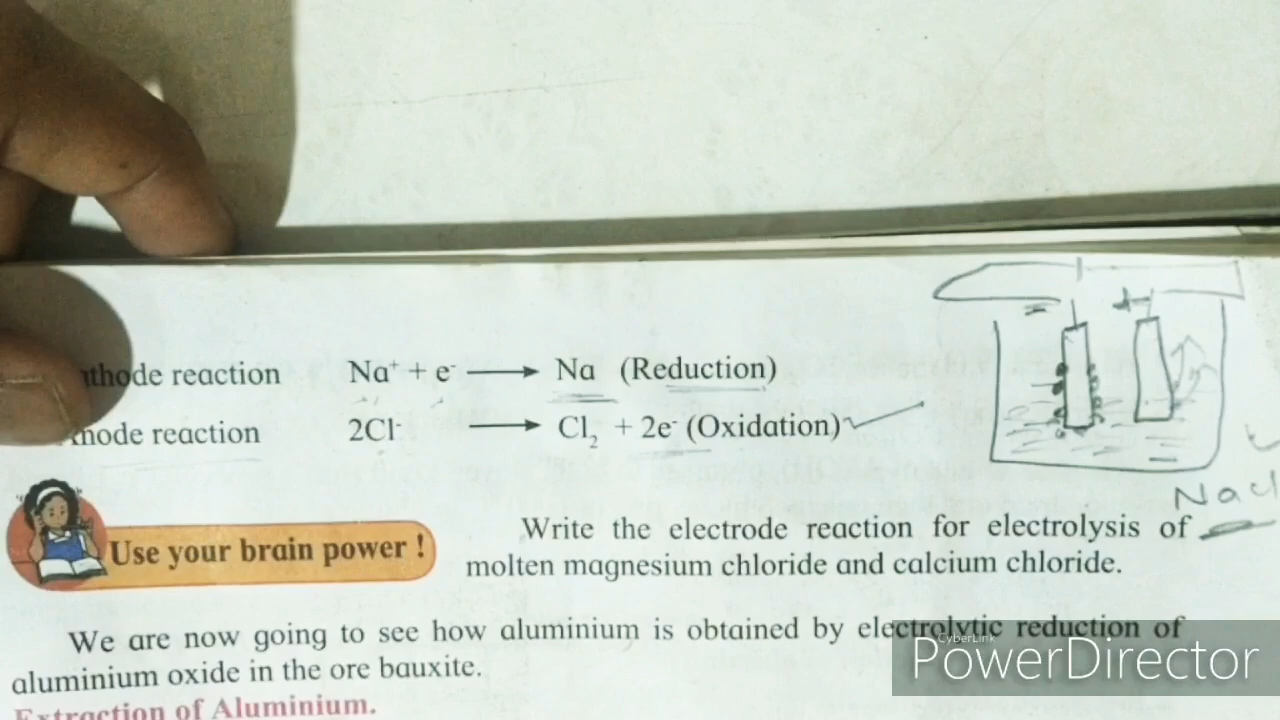 athode reaction Na⁺ + e⁻ ⟶ Na (Reduction)
node reaction 2Cl⁻ ⟶ Cl₂ + 2e⁻ (Oxidation)
NaCl
Use your brain power !
Write the electrode reaction for electrolysis of
molten magnesium chloride and calcium chloride.
We are now going to see how aluminium is obtained by electrolytic reduction of
aluminium oxide in the ore bauxite.
Extraction of Aluminium.
CyberLink
PowerDirector